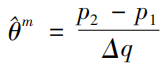 θ̂ᵐ = (p₂ − p₁) / Δq